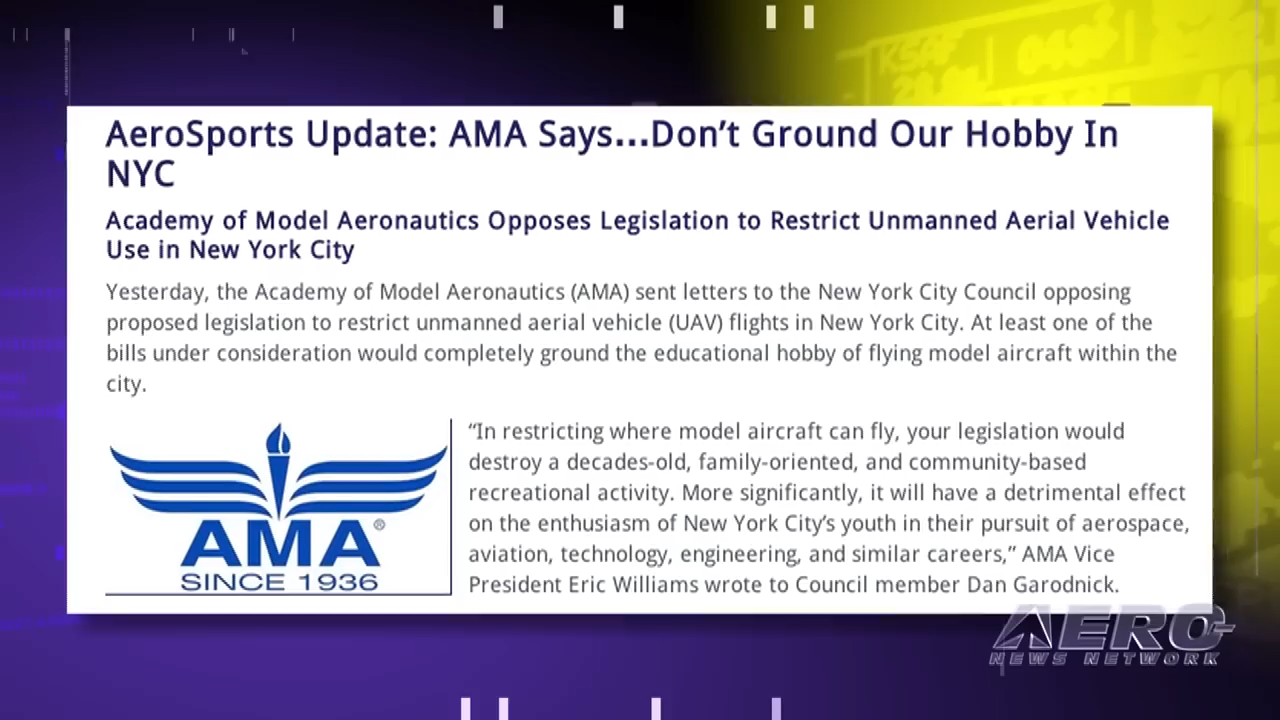 AeroSports Update: AMA Says...Don’t Ground Our Hobby In
NYC
Academy of Model Aeronautics Opposes Legislation to Restrict Unmanned Aerial Vehicle
Use in New York City
Yesterday, the Academy of Model Aeronautics (AMA) sent letters to the New York City Council opposing
proposed legislation to restrict unmanned aerial vehicle (UAV) flights in New York City. At least one of the
bills under consideration would completely ground the educational hobby of flying model aircraft within the
city.
“In restricting where model aircraft can fly, your legislation would
destroy a decades-old, family-oriented, and community-based
recreational activity. More significantly, it will have a detrimental effect
on the enthusiasm of New York City’s youth in their pursuit of aerospace,
aviation, technology, engineering, and similar careers,” AMA Vice
President Eric Williams wrote to Council member Dan Garodnick.
AMA®
SINCE 1936
AERO
NEWS NETWORK